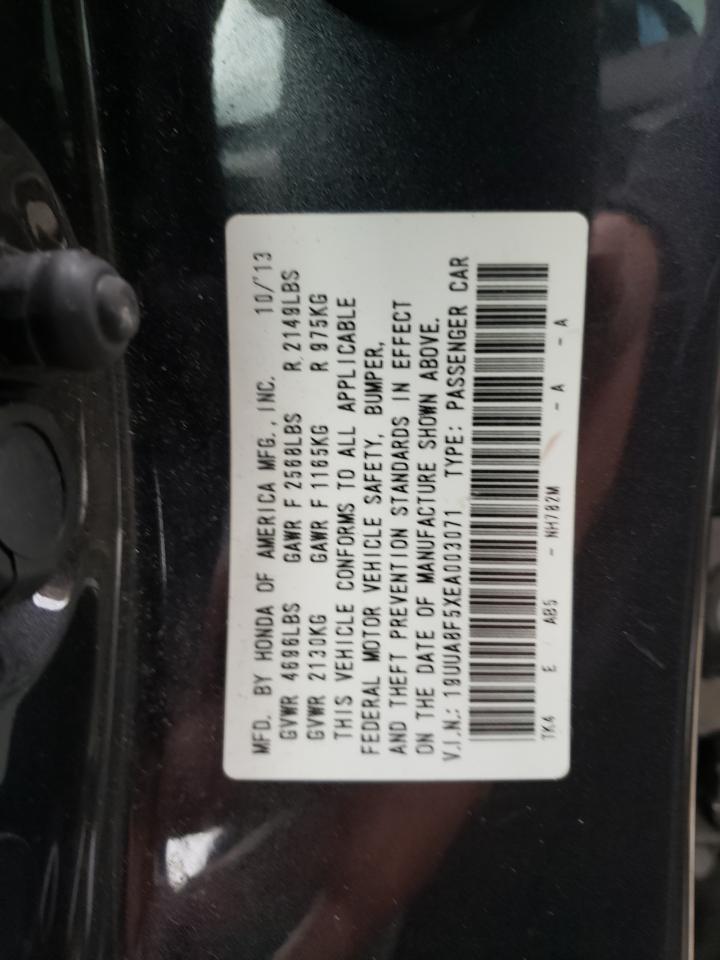 MFD. BY HONDA OF AMERICA MFG., INC. 10/'13
GVWR 4696LBS GAWR F 2568LBS R 2149LBS
GVWR 2130KG GAWR F 1165KG R 975KG
THIS VEHICLE CONFORMS TO ALL APPLICABLE
FEDERAL MOTOR VEHICLE SAFETY, BUMPER,
AND THEFT PREVENTION STANDARDS IN EFFECT
ON THE DATE OF MANUFACTURE SHOWN ABOVE.
V.I.N.: 19UUA8F5XEA003071 TYPE: PASSENGER CAR
TK4 E AB5 - NH782M - A - A